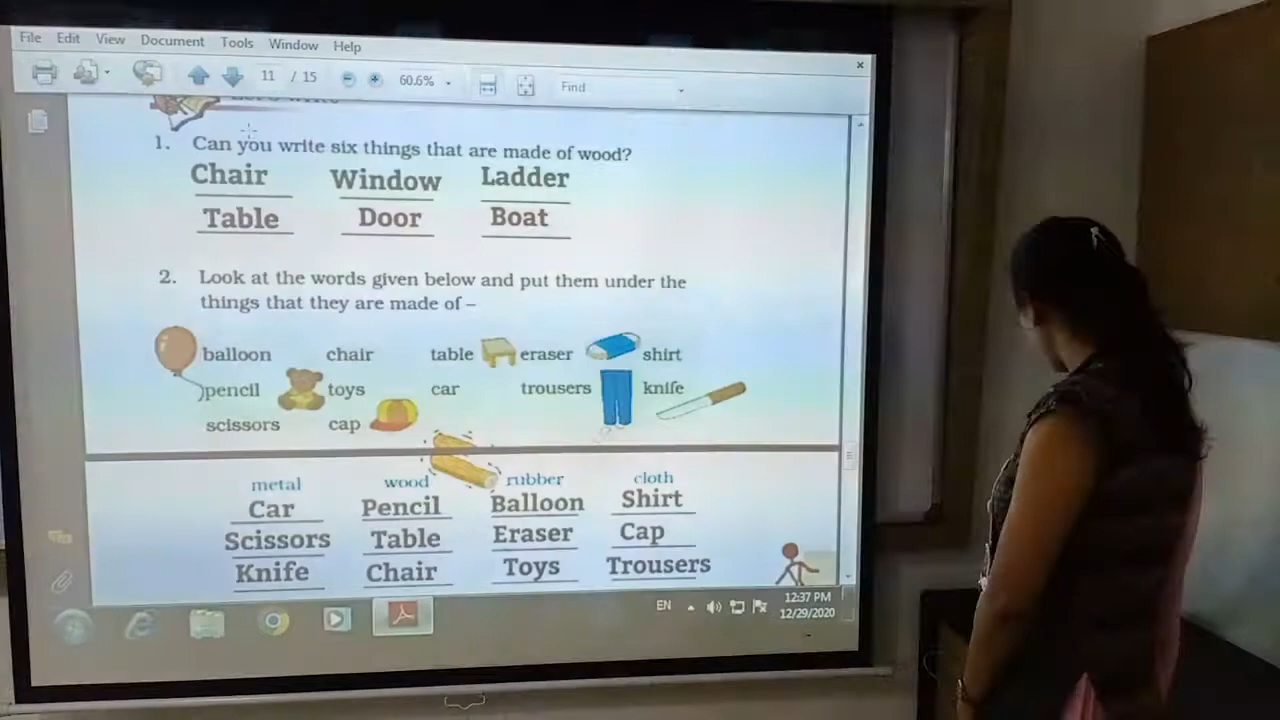 File Edit View Document Tools Window Help
11 / 15 60.6% Find
1. Can you write six things that are made of wood?
Chair Window Ladder
Table Door Boat
2. Look at the words given below and put them under the
things that they are made of –
balloon chair table eraser shirt
pencil toys car trousers knife
scissors cap
metal wood rubber cloth
Car Pencil Balloon Shirt
Scissors Table Eraser Cap
Knife Chair Toys Trousers
EN 12:37 PM
12/29/2020